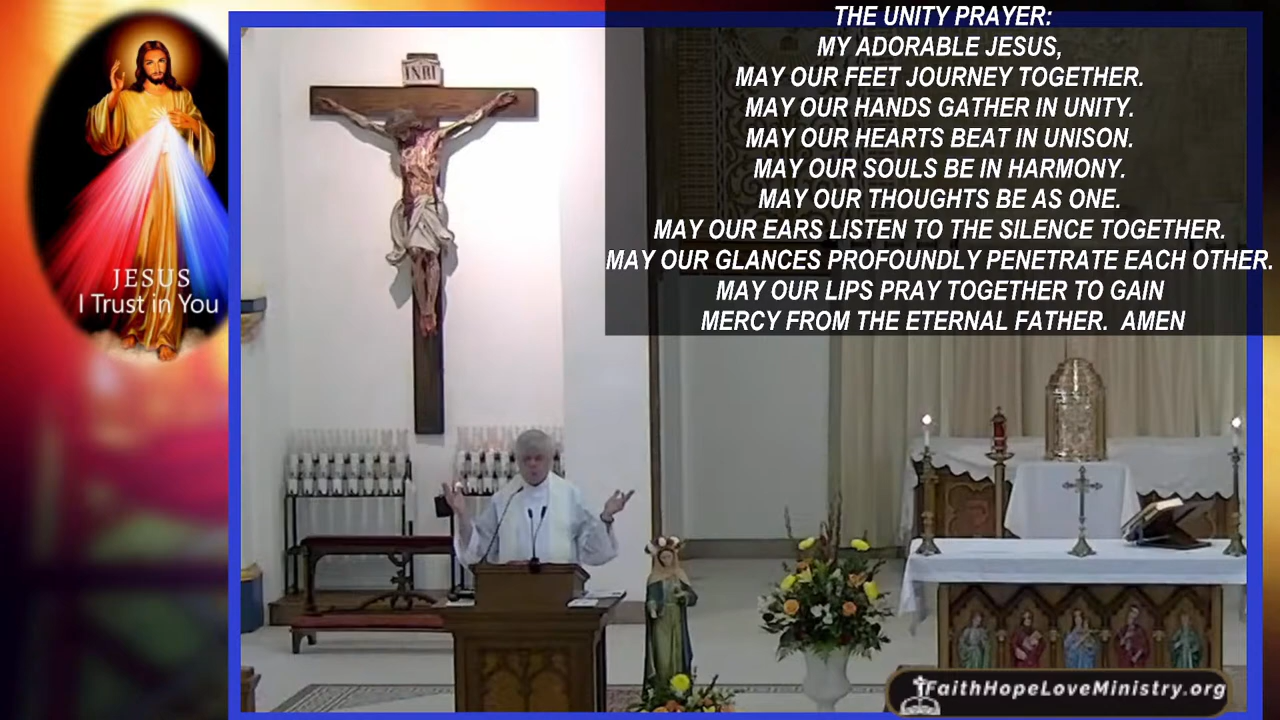 THE UNITY PRAYER:
MY ADORABLE JESUS,
MAY OUR FEET JOURNEY TOGETHER.
MAY OUR HANDS GATHER IN UNITY.
MAY OUR HEARTS BEAT IN UNISON.
MAY OUR SOULS BE IN HARMONY.
MAY OUR THOUGHTS BE AS ONE.
MAY OUR EARS LISTEN TO THE SILENCE TOGETHER.
MAY OUR GLANCES PROFOUNDLY PENETRATE EACH OTHER.
MAY OUR LIPS PRAY TOGETHER TO GAIN
MERCY FROM THE ETERNAL FATHER. AMEN
INRI
JESUS
I Trust in You
FaithHopeLoveMinistry.org